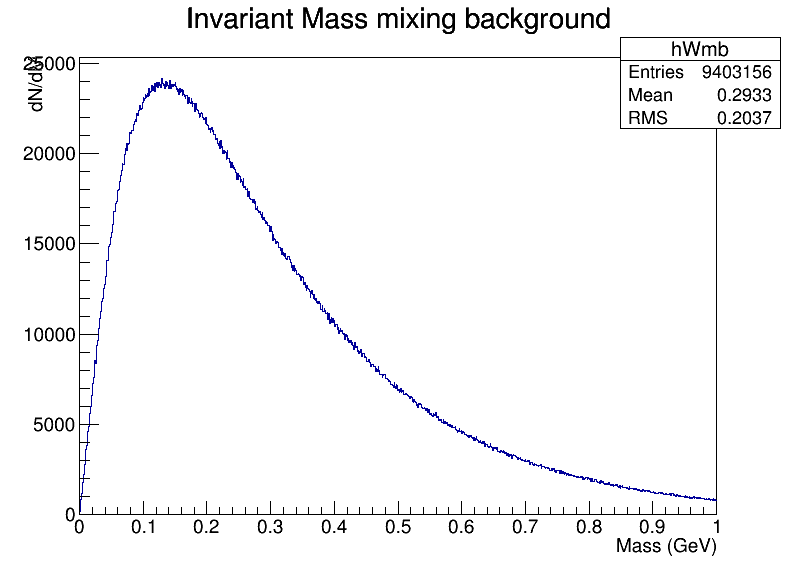 Invariant Mass mixing background
hWmb
Entries 9403156
Mean 0.2933
RMS 0.2037
dN/dM
25000
20000
15000
10000
5000
0
0 0.1 0.2 0.3 0.4 0.5 0.6 0.7 0.8 0.9 1
Mass (GeV)